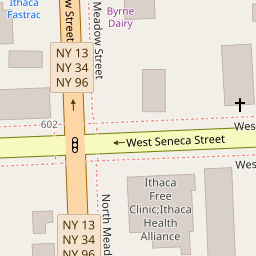 Ithaca
Fastrac
w Street
Meadow Street
Byrne
Dairy
NY 13
NY 34
NY 96
602
Wes
West Seneca Street
Wes
Ithaca
Free
Clinic;Ithaca
Health
Alliance
North Mead
NY 13
NY 34
NY 96